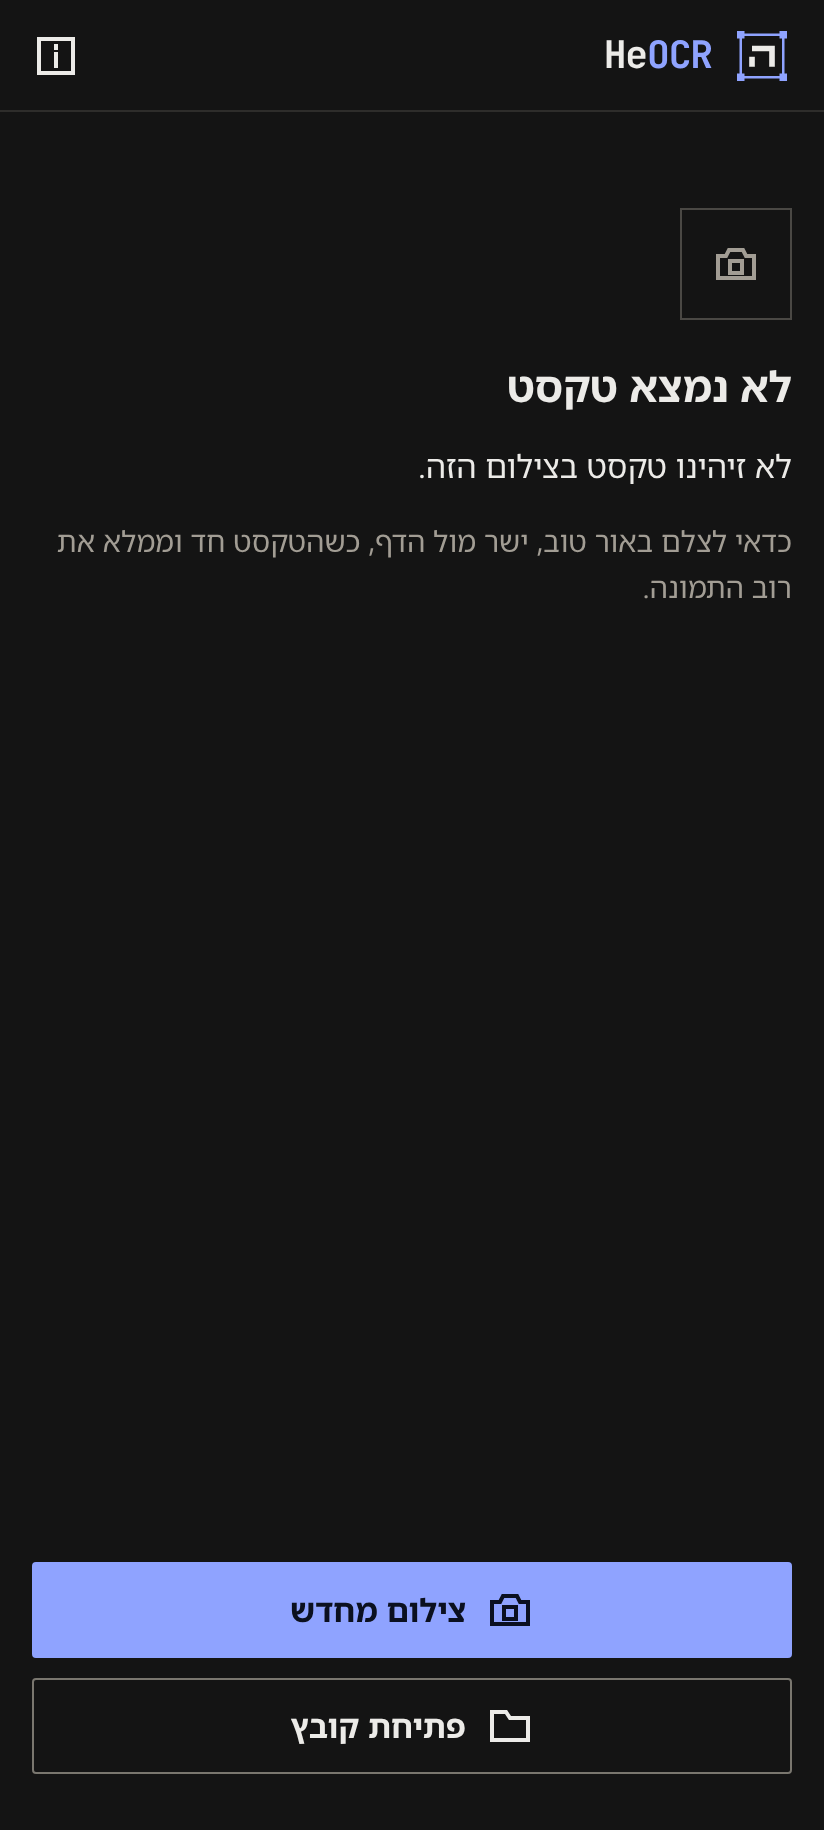 HeOCR
לא נמצא טקסט
לא זיהינו טקסט בצילום הזה.
כדאי לצלם באור טוב, ישר מול הדף, כשהטקסט חד וממלא את
רוב התמונה.
צילום מחדש
פתיחת קובץ